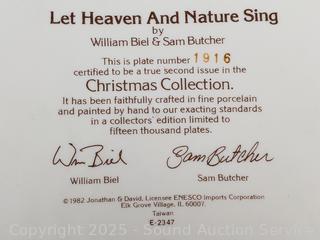 Let Heaven And Nature Sing
by
William Biel & Sam Butcher
This is plate number 1916
certified to be a true second issue in the
Christmas Collection.
It has been faithfully crafted in fine porcelain
and painted by hand to our exacting standards
in a collectors' edition limited to
fifteen thousand plates.
Wm Biel Sam Butcher
William Biel Sam Butcher
© 1982 Jonathan & David, Licensee ENESCO Imports Corporation
Elk Grove Village, IL 60007.
Taiwan
E-2347
Copyright 2025 - Sound Auction Service